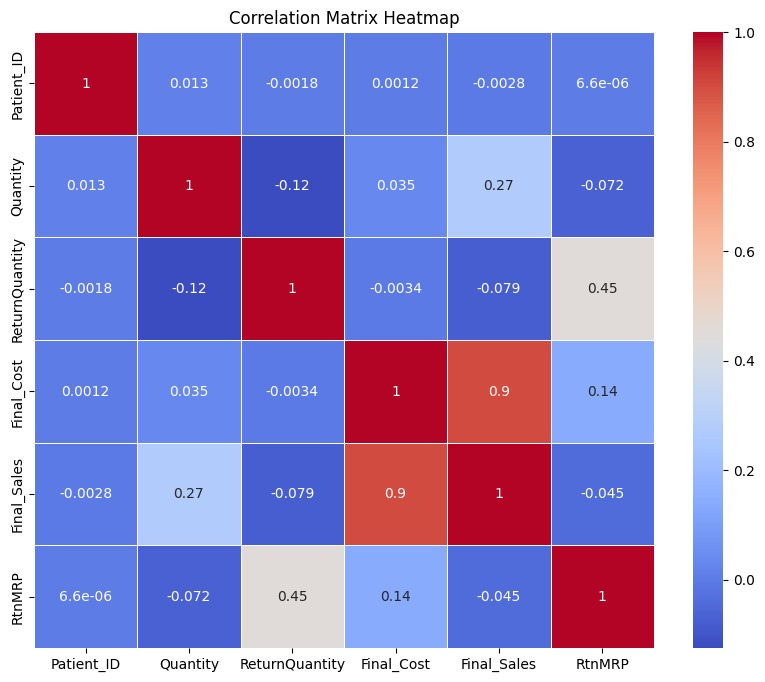 Correlation Matrix Heatmap
Patient_ID 1 0.013 -0.0018 0.0012 -0.0028 6.6e-06
Quantity 0.013 1 -0.12 0.035 0.27 -0.072
ReturnQuantity -0.0018 -0.12 1 -0.0034 -0.079 0.45
Final_Cost 0.0012 0.035 -0.0034 1 0.9 0.14
Final_Sales -0.0028 0.27 -0.079 0.9 1 -0.045
RtnMRP 6.6e-06 -0.072 0.45 0.14 -0.045 1
Patient_ID Quantity ReturnQuantity Final_Cost Final_Sales RtnMRP
1.0
0.8
0.6
0.4
0.2
0.0